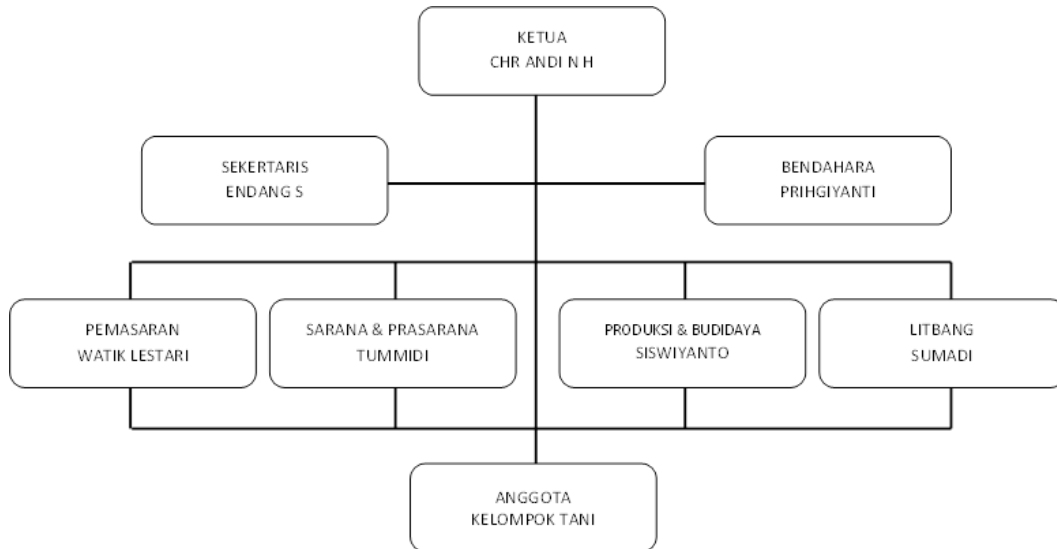 KETUA
CHR ANDI N H
SEKERTARIS
ENDANG S
BENDAHARA
PRIHGIYANTI
PEMASARAN
WATIK LESTARI
SARANA & PRASARANA
TUMMIDI
PRODUKSI & BUDIDAYA
SISWIYANTO
LITBANG
SUMADI
ANGGOTA
KELOMPOK TANI